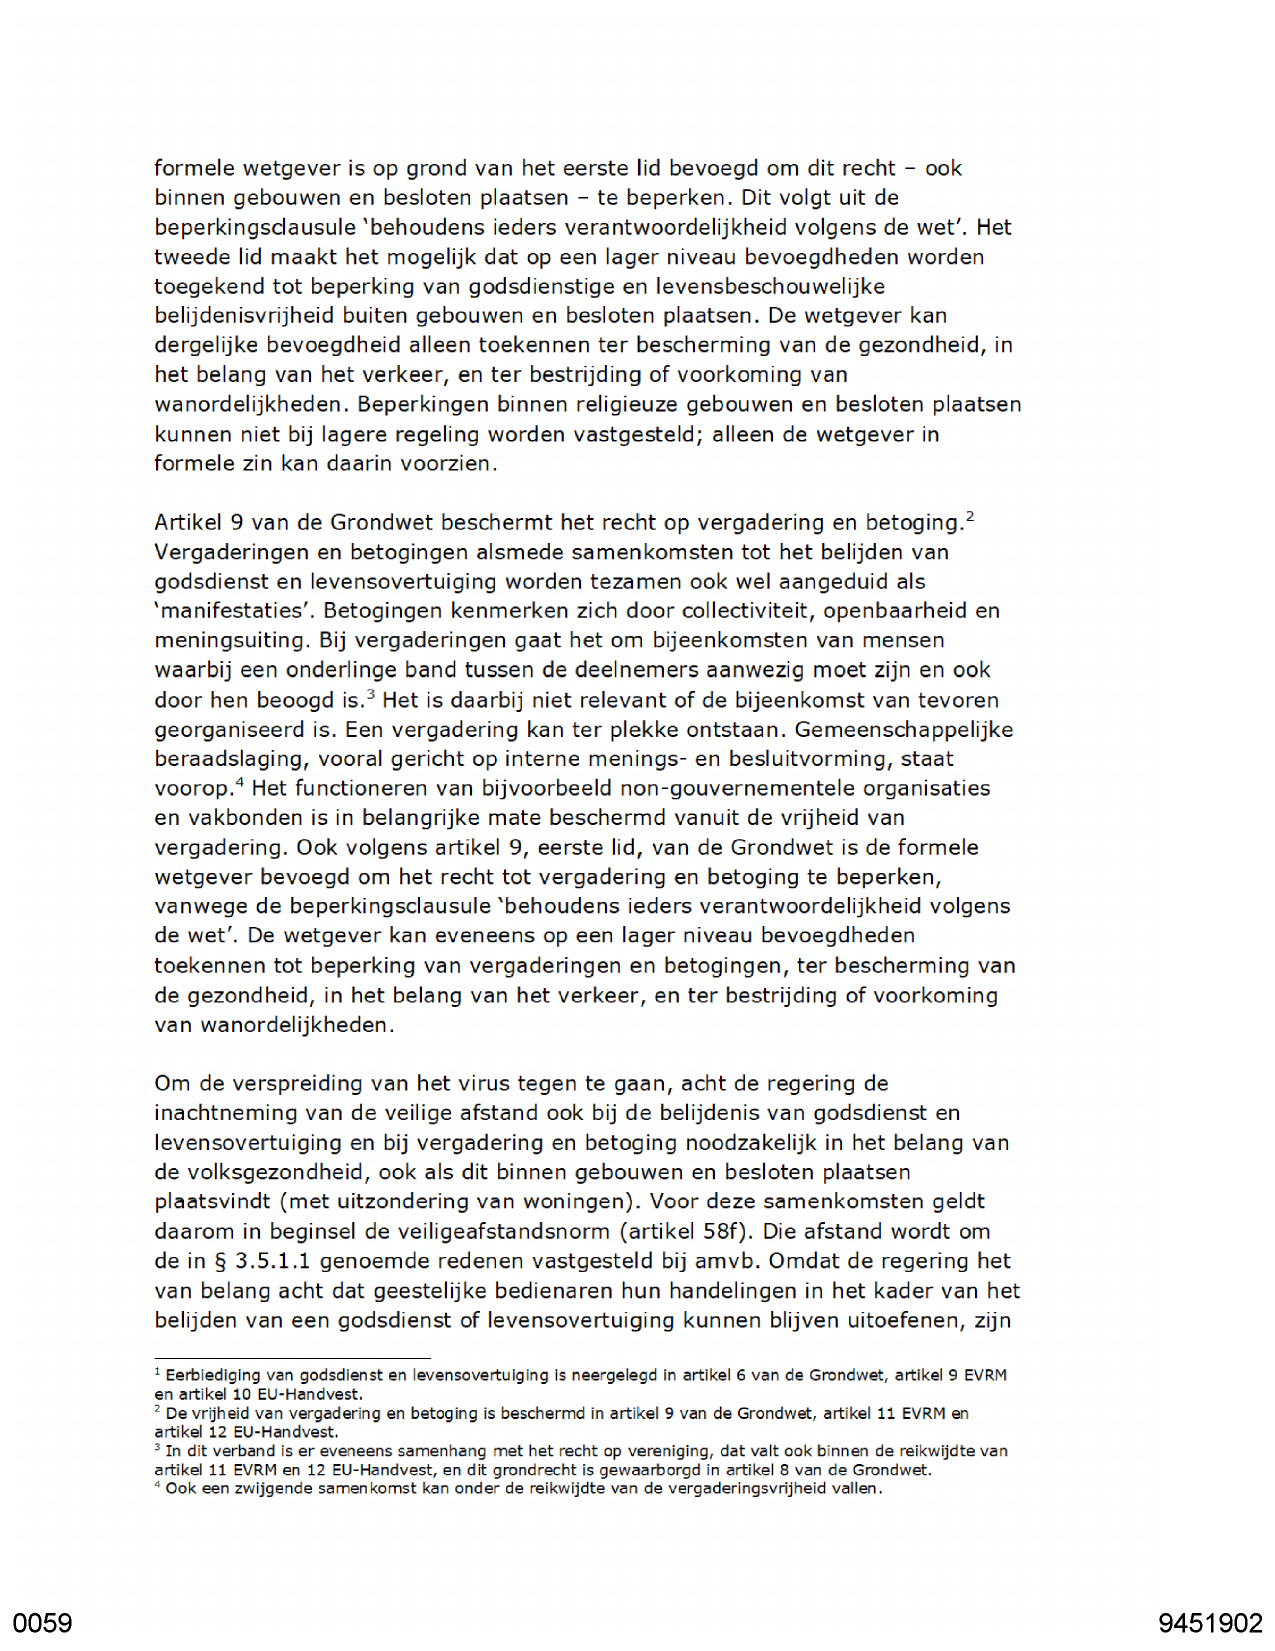 formele wetgever is op grond van het eerste lid bevoegd om dit recht – ook
binnen gebouwen en besloten plaatsen – te beperken. Dit volgt uit de
beperkingsclausule ‘behoudens ieders verantwoordelijkheid volgens de wet’. Het
tweede lid maakt het mogelijk dat op een lager niveau bevoegdheden worden
toegekend tot beperking van godsdienstige en levensbeschouwelijke
belijdenisvrijheid buiten gebouwen en besloten plaatsen. De wetgever kan
dergelijke bevoegdheid alleen toekennen ter bescherming van de gezondheid, in
het belang van het verkeer, en ter bestrijding of voorkoming van
wanordelijkheden. Beperkingen binnen religieuze gebouwen en besloten plaatsen
kunnen niet bij lagere regeling worden vastgesteld; alleen de wetgever in
formele zin kan daarin voorzien.
Artikel 9 van de Grondwet beschermt het recht op vergadering en betoging.²
Vergaderingen en betogingen alsmede samenkomsten tot het belijden van
godsdienst en levensovertuiging worden tezamen ook wel aangeduid als
‘manifestaties’. Betogingen kenmerken zich door collectiviteit, openbaarheid en
meningsuiting. Bij vergaderingen gaat het om bijeenkomsten van mensen
waarbij een onderlinge band tussen de deelnemers aanwezig moet zijn en ook
door hen beoogd is.³ Het is daarbij niet relevant of de bijeenkomst van tevoren
georganiseerd is. Een vergadering kan ter plekke ontstaan. Gemeenschappelijke
beraadslaging, vooral gericht op interne menings- en besluitvorming, staat
voorop.⁴ Het functioneren van bijvoorbeeld non-gouvernementele organisaties
en vakbonden is in belangrijke mate beschermd vanuit de vrijheid van
vergadering. Ook volgens artikel 9, eerste lid, van de Grondwet is de formele
wetgever bevoegd om het recht tot vergadering en betoging te beperken,
vanwege de beperkingsclausule ‘behoudens ieders verantwoordelijkheid volgens
de wet’. De wetgever kan eveneens op een lager niveau bevoegdheden
toekennen tot beperking van vergaderingen en betogingen, ter bescherming van
de gezondheid, in het belang van het verkeer, en ter bestrijding of voorkoming
van wanordelijkheden.
Om de verspreiding van het virus tegen te gaan, acht de regering de
inachtneming van de veilige afstand ook bij de belijdenis van godsdienst en
levensovertuiging en bij vergadering en betoging noodzakelijk in het belang van
de volksgezondheid, ook als dit binnen gebouwen en besloten plaatsen
plaatsvindt (met uitzondering van woningen). Voor deze samenkomsten geldt
daarom in beginsel de veiligeafstandsnorm (artikel 58f). Die afstand wordt om
de in § 3.5.1.1 genoemde redenen vastgesteld bij amvb. Omdat de regering het
van belang acht dat geestelijke bedienaren hun handelingen in het kader van het
belijden van een godsdienst of levensovertuiging kunnen blijven uitoefenen, zijn
¹ Eerbiediging van godsdienst en levensovertuiging is neergelegd in artikel 6 van de Grondwet, artikel 9 EVRM
en artikel 10 EU-Handvest.
² De vrijheid van vergadering en betoging is beschermd in artikel 9 van de Grondwet, artikel 11 EVRM en
artikel 12 EU-Handvest.
³ In dit verband is er eveneens samenhang met het recht op vereniging, dat valt ook binnen de reikwijdte van
artikel 11 EVRM en 12 EU-Handvest, en dit grondrecht is gewaarborgd in artikel 8 van de Grondwet.
⁴ Ook een zwijgende samenkomst kan onder de reikwijdte van de vergaderingsvrijheid vallen.
0059
9451902